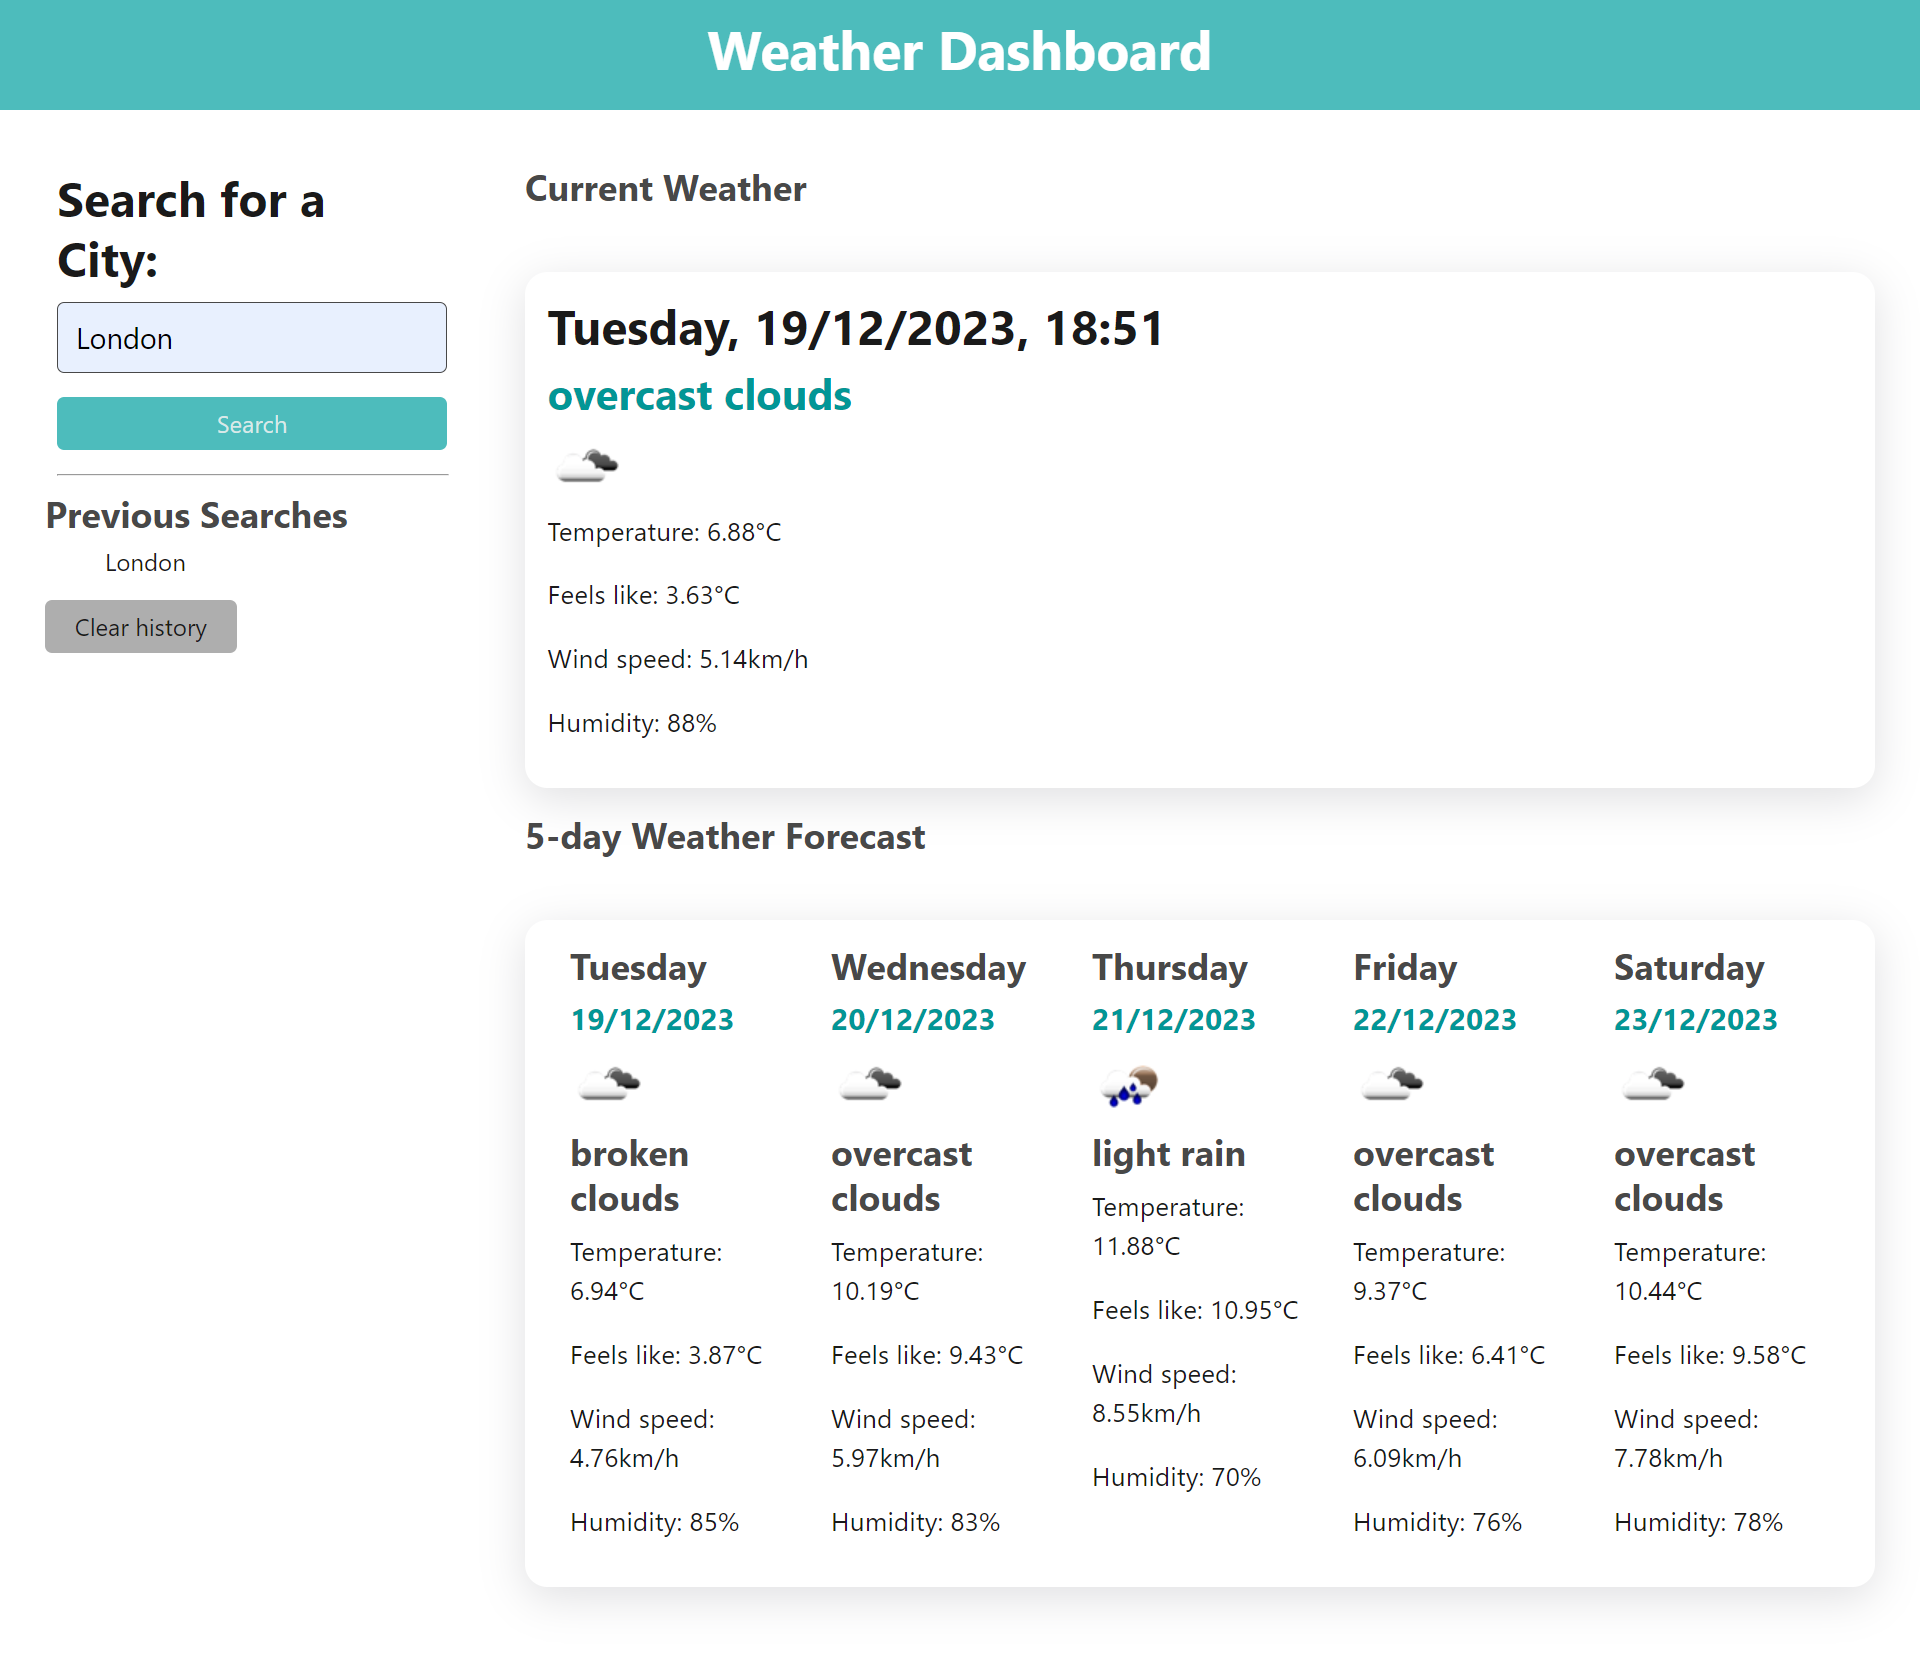 Weather Dashboard
Search for a
City:
London
Search
Previous Searches
London
Clear history
Current Weather
Tuesday, 19/12/2023, 18:51
overcast clouds
Temperature: 6.88°C
Feels like: 3.63°C
Wind speed: 5.14km/h
Humidity: 88%
5-day Weather Forecast
Tuesday
19/12/2023
broken
clouds
Temperature:
6.94°C
Feels like: 3.87°C
Wind speed:
4.76km/h
Humidity: 85%
Wednesday
20/12/2023
overcast
clouds
Temperature:
10.19°C
Feels like: 9.43°C
Wind speed:
5.97km/h
Humidity: 83%
Thursday
21/12/2023
light rain
Temperature:
11.88°C
Feels like: 10.95°C
Wind speed:
8.55km/h
Humidity: 70%
Friday
22/12/2023
overcast
clouds
Temperature:
9.37°C
Feels like: 6.41°C
Wind speed:
6.09km/h
Humidity: 76%
Saturday
23/12/2023
overcast
clouds
Temperature:
10.44°C
Feels like: 9.58°C
Wind speed:
7.78km/h
Humidity: 78%